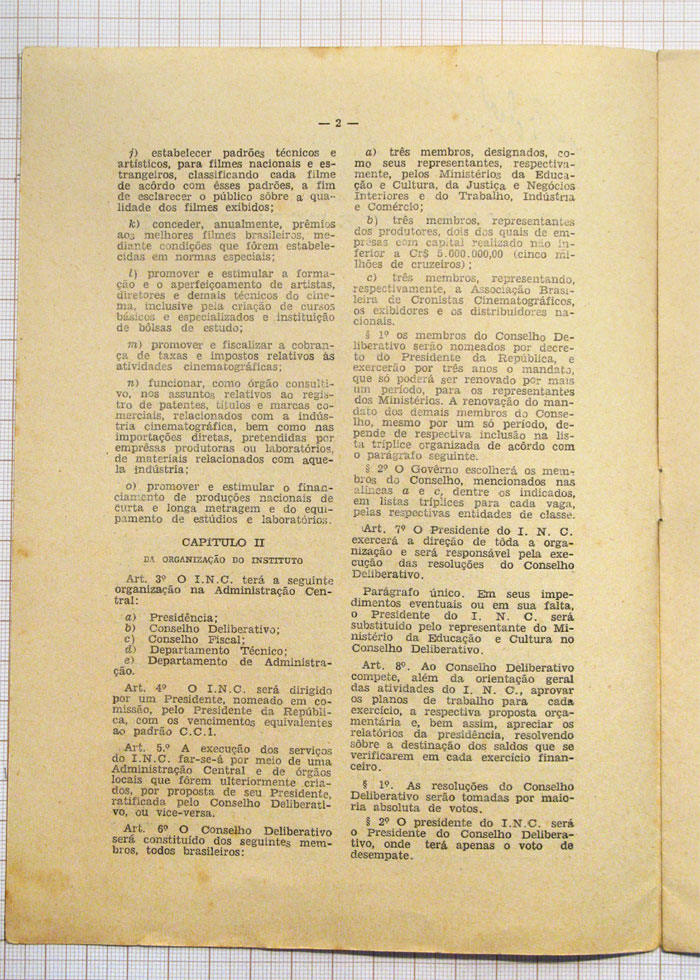 — 2 —
j) estabelecer padrões técnicos e
artísticos, para filmes nacionais e es-
trangeiros, classificando cada filme
de acôrdo com êsses padrões, a fim
de esclarecer o público sôbre a qua-
lidade dos filmes exibidos;
k) conceder, anualmente, prêmios
aos melhores filmes brasileiros, me-
diante condições que fôrem estabele-
cidas em normas especiais;
l) promover e estimular a forma-
ção e o aperfeiçoamento de artistas,
diretores e demais técnicos do cine-
ma, inclusive pela criação de cursos
básicos e especializados e instituição
de bôlsas de estudo;
m) promover e fiscalizar a cobran-
ça de taxas e impostos relativos às
atividades cinematográficas;
n) funcionar, como órgão consulti-
vo, nos assuntos relativos ao regis-
tro de patentes, títulos e marcas co-
merciais, relacionados com a indús-
tria cinematográfica, bem como nas
importações diretas, pretendidas por
emprêsas produtoras ou laboratórios,
de materiais relacionados com aque-
la indústria;
o) promover e estimular o finan-
ciamento de produções nacionais de
curta e longa metragem e do equi-
pamento de estúdios e laboratórios.
CAPÍTULO II
DA ORGANIZAÇÃO DO INSTITUTO
Art. 3º O I.N.C. terá a seguinte
organização na Administração Cen-
tral:
a) Presidência;
b) Conselho Deliberativo;
c) Conselho Fiscal;
d) Departamento Técnico;
e) Departamento de Administra-
ção.
Art. 4º O I.N.C. será dirigido
por um Presidente, nomeado em co-
missão, pelo Presidente da Repúbli-
ca, com os vencimentos equivalentes
ao padrão C.C.1.
Art. 5.º A execução dos serviços
do I.N.C. far-se-á por meio de uma
Administração Central e de órgãos
locais que fôrem ulteriormente cria-
dos, por proposta de seu Presidente,
ratificada pelo Conselho Deliberati-
vo, ou vice-versa.
Art. 6º O Conselho Deliberativo
será constituído dos seguintes mem-
bros, todos brasileiros:
a) três membros, designados, co-
mo seus representantes, respectiva-
mente, pelos Ministérios da Educa-
ção e Cultura, da Justiça e Negócios
Interiores e do Trabalho, Indústria
e Comércio;
b) três membros, representantes
dos produtores, dois dos quais de em-
prêsas com capital realizado não in-
ferior a Cr$ 5.000.000,00 (cinco mi-
lhões de cruzeiros);
c) três membros, representando,
respectivamente, a Associação Brasi-
leira de Cronistas Cinematográficos,
os exibidores e os distribuidores na-
cionais.
§ 1º os membros do Conselho De-
liberativo serão nomeados por decre-
to do Presidente da República, e
exercerão por três anos o mandato,
que só poderá ser renovado por mais
um período, para os representantes
dos Ministérios. A renovação do man-
dato dos demais membros do Conse-
lho, mesmo por um só período, de-
pende de respectiva inclusão na lis-
ta tríplice organizada de acôrdo com
o parágrafo seguinte.
§ 2º O Govêrno escolherá os mem-
bros do Conselho, mencionados nas
alíneas a e c, dentre os indicados,
em listas tríplices para cada vaga,
pelas respectivas entidades de classe.
Art. 7º O Presidente do I. N. C.
exercerá a direção de tôda a or-
ganização e será responsável pela exe-
cução das resoluções do Conselho
Deliberativo.
Parágrafo único. Em seus impe-
dimentos eventuais ou em sua falta,
o Presidente do I. N. C. será
substituído pelo representante do Mi-
nistério da Educação e Cultura no
Conselho Deliberativo.
Art. 8º. Ao Conselho Deliberativo
compete, além da orientação geral
das atividades do I. N. C., aprovar
os planos de trabalho para cada
exercício, a respectiva proposta orça-
mentária e, bem assim, apreciar os
relatórios da presidência, resolvendo
sôbre a destinação dos saldos que se
verificarem em cada exercício finan-
ceiro.
§ 1º. As resoluções do Conselho
Deliberativo serão tomadas por maio-
ria absoluta de votos.
§ 2º O presidente do I.N.C. será
o Presidente do Conselho Delibera-
tivo, onde terá apenas o voto de
desempate.